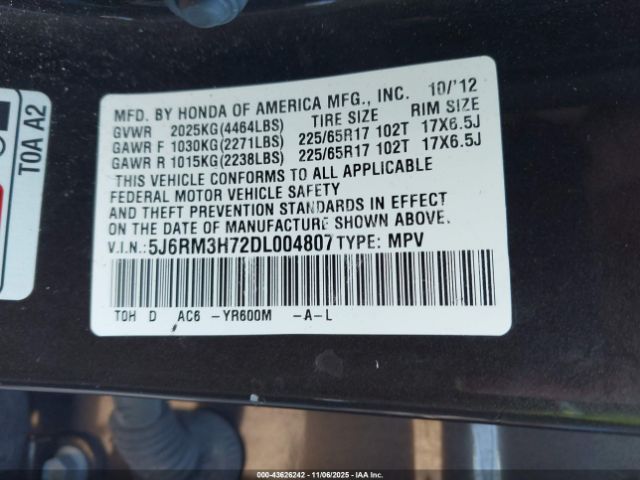 MFD. BY HONDA OF AMERICA MFG., INC. 10/'12
GVWR 2025KG(4464LBS) TIRE SIZE RIM SIZE
GAWR F 1030KG(2271LBS) 225/65R17 102T 17X6.5J
GAWR R 1015KG(2238LBS) 225/65R17 102T 17X6.5J
THIS VEHICLE CONFORMS TO ALL APPLICABLE
FEDERAL MOTOR VEHICLE SAFETY
AND THEFT PREVENTION STANDARDS IN EFFECT
ON THE DATE OF MANUFACTURE SHOWN ABOVE.
V.I.N.:5J6RM3H72DL004807 TYPE: MPV
TOH D AC6 -YR600M -A-L
TOA A2
000-43626242 - 11/06/2025 - IAA Inc.